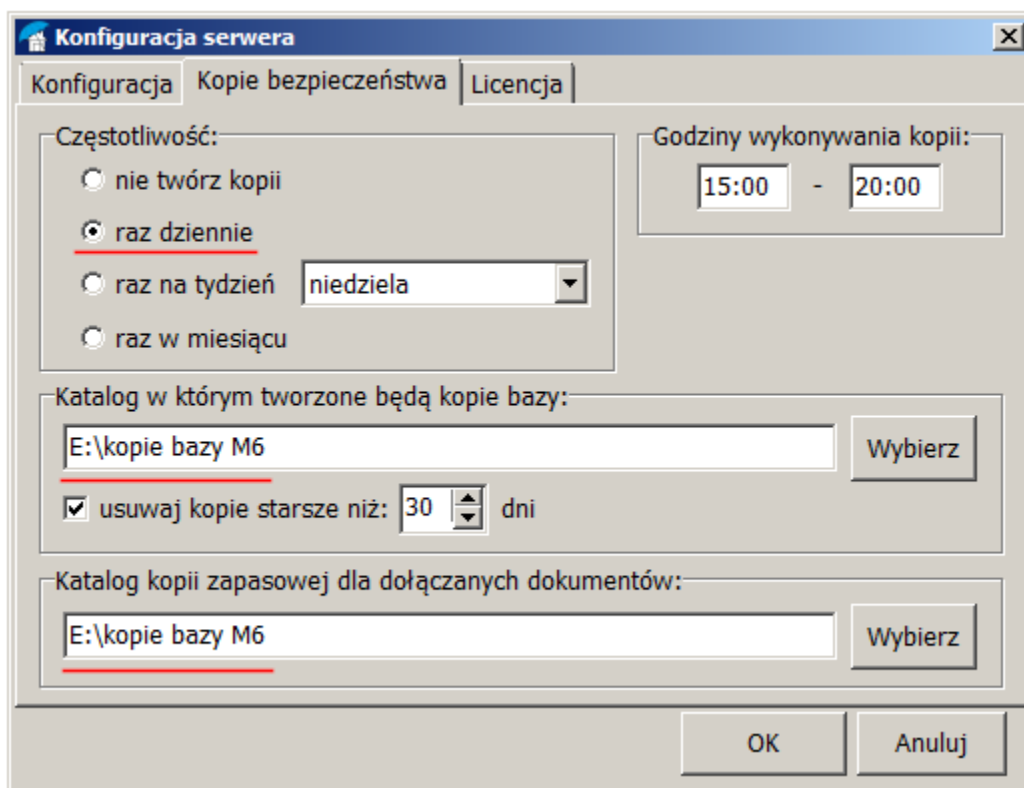 Konfiguracja serwera
Konfiguracja Kopie bezpieczeństwa Licencja
Częstotliwość:
nie twórz kopii
raz dziennie
raz na tydzień niedziela
raz w miesiącu
Godziny wykonywania kopii:
15:00 - 20:00
Katalog w którym tworzone będą kopie bazy:
E:\kopie bazy M6 Wybierz
usuwaj kopie starsze niż: 30 dni
Katalog kopii zapasowej dla dołączanych dokumentów:
E:\kopie bazy M6 Wybierz
OK Anuluj